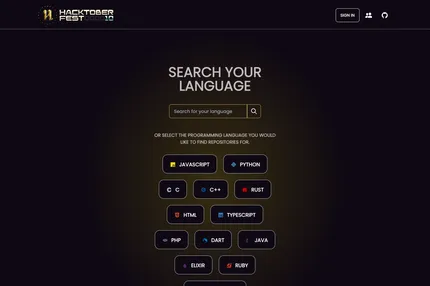 HACKTOBER
FEST 10
SIGN IN
SEARCH YOUR
LANGUAGE
Search for your language
OR SELECT THE PROGRAMMING LANGUAGE YOU WOULD
LIKE TO FIND REPOSITORIES FOR:
JAVASCRIPT
PYTHON
C C
C++
RUST
HTML
TYPESCRIPT
PHP
DART
JAVA
ELIXIR
RUBY